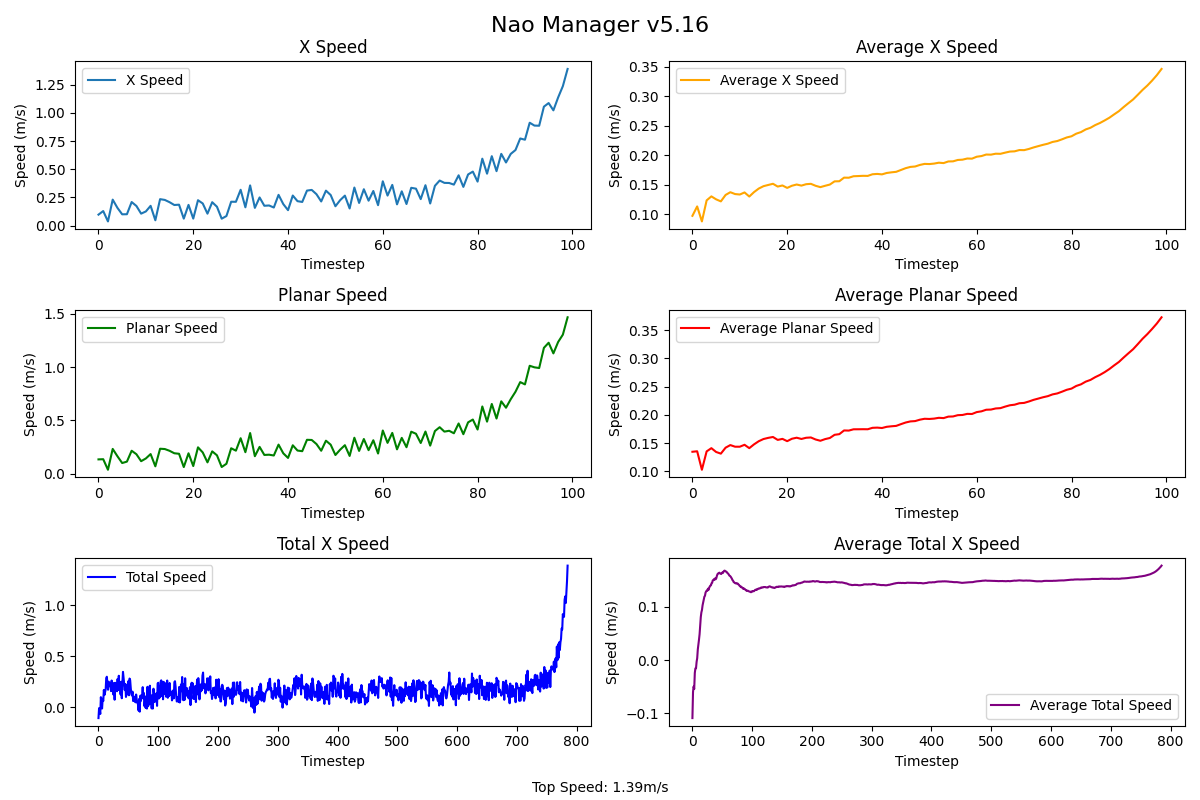 Nao Manager v5.16
X Speed
Speed (m/s)
1.25
1.00
0.75
0.50
0.25
0.00
X Speed
0 20 40 60 80 100
Timestep
Average X Speed
Speed (m/s)
0.35
0.30
0.25
0.20
0.15
0.10
Average X Speed
0 20 40 60 80 100
Timestep
Planar Speed
Speed (m/s)
1.5
1.0
0.5
0.0
Planar Speed
0 20 40 60 80 100
Timestep
Average Planar Speed
Speed (m/s)
0.35
0.30
0.25
0.20
0.15
0.10
Average Planar Speed
0 20 40 60 80 100
Timestep
Total X Speed
Speed (m/s)
1.0
0.5
0.0
Total Speed
0 100 200 300 400 500 600 700 800
Timestep
Average Total X Speed
Speed (m/s)
0.1
0.0
−0.1
Average Total Speed
0 100 200 300 400 500 600 700 800
Timestep
Top Speed: 1.39m/s